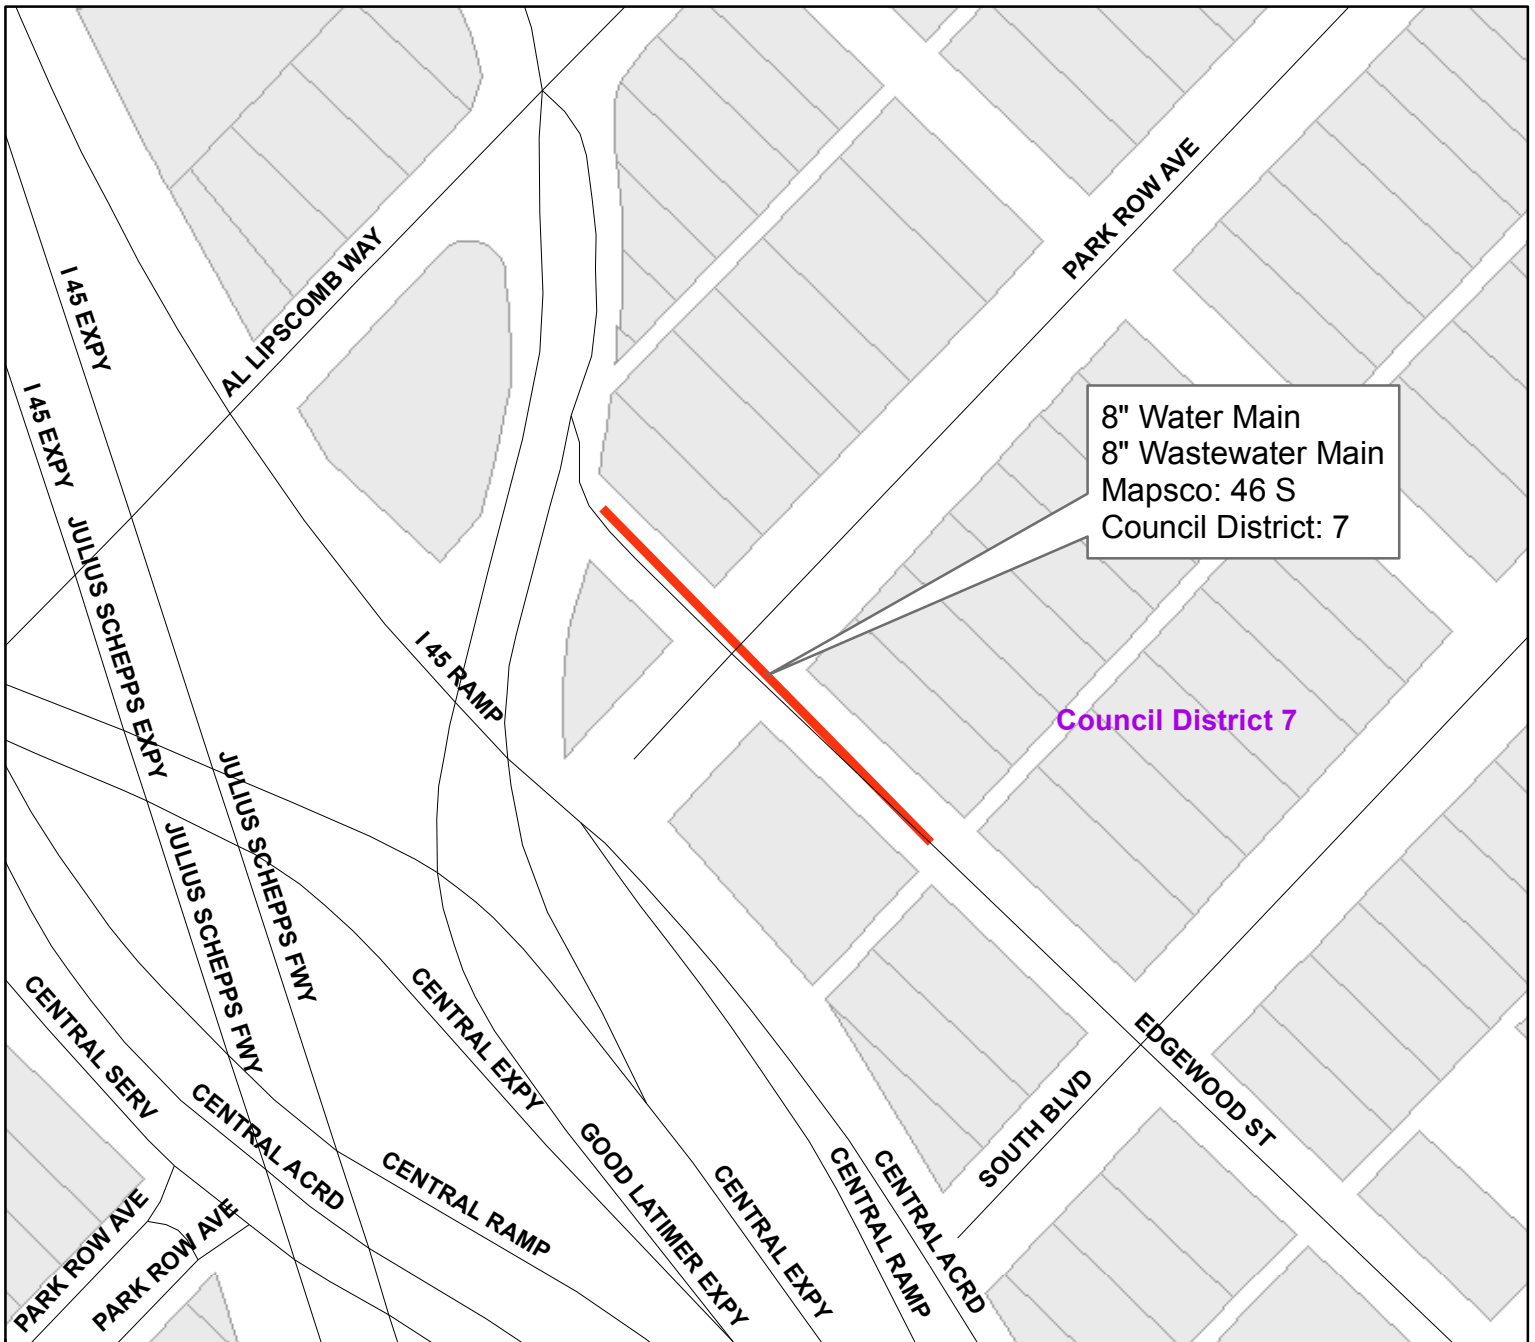 PARK ROW AVE
I 45 EXPY
AL LIPSCOMB WAY
I 45 EXPY
8" Water Main
8" Wastewater Main
Mapsco: 46 S
Council District: 7
JULIUS SCHEPPS EXPY
I 45 RAMP
Council District 7
JULIUS SCHEPPS FWY
JULIUS SCHEPPS FWY
CENTRAL SERV
CENTRAL EXPY
EDGEWOOD ST
SOUTH BLVD
CENTRAL ACRD
CENTRAL RAMP
GOOD LATIMER EXPY
CENTRAL EXPY
CENTRAL RAMP
CENTRAL ACRD
PARK ROW AVE
PARK ROW AVE